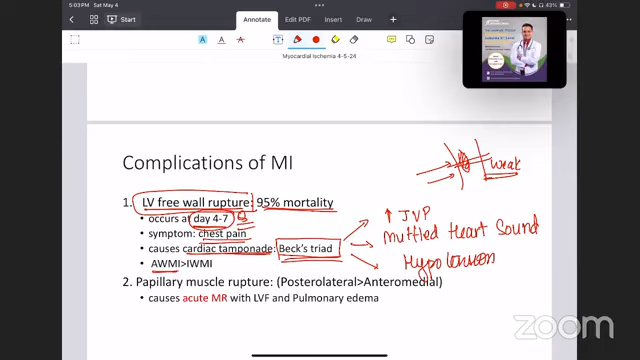 5:03 PM Sat May 4
43%
Start
Annotate
Edit PDF
Insert
Draw
Myocardial Ischemia 4-5-24
Complications of MI
weak
1. LV free wall rupture: 95% mortality
occurs at day 4-7
symptom: chest pain
causes cardiac tamponade: Beck's triad
AWMI>IWMI
↑ JVP
Muffled Heart Sound
Hypotension
2. Papillary muscle rupture: (Posterolateral>Anteromedial)
causes acute MR with LVF and Pulmonary edema
zoom